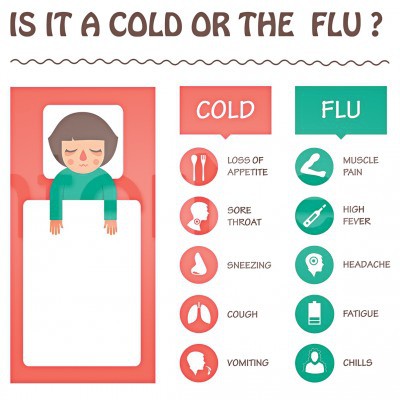 IS IT A COLD OR THE FLU ?
COLD
LOSS OF
APPETITE
SORE
THROAT
SNEEZING
COUGH
VOMITING
FLU
MUSCLE
PAIN
HIGH
FEVER
HEADACHE
FATIGUE
CHILLS